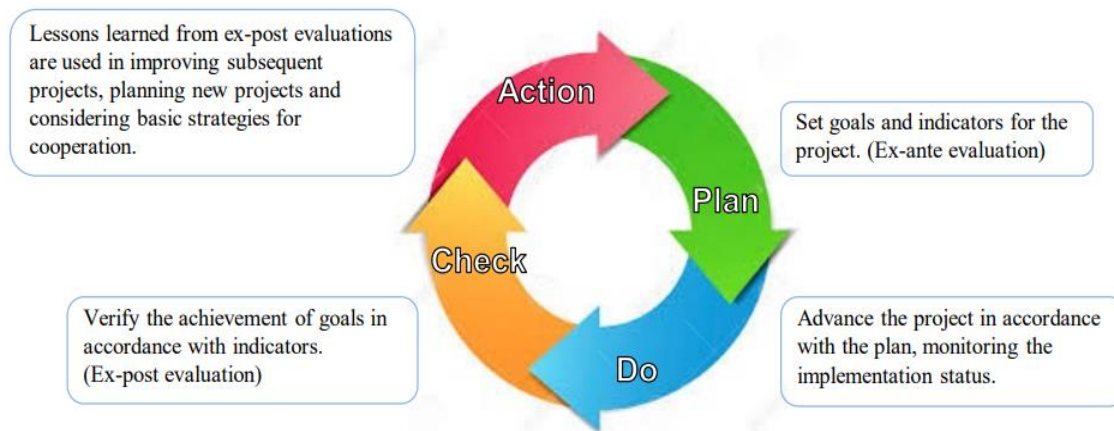 Lessons learned from ex-post evaluations
are used in improving subsequent
projects, planning new projects and
considering basic strategies for
cooperation.
Action
Set goals and indicators for the
project. (Ex-ante evaluation)
Plan
Check
Verify the achievement of goals in
accordance with indicators.
(Ex-post evaluation)
Do
Advance the project in accordance
with the plan, monitoring the
implementation status.